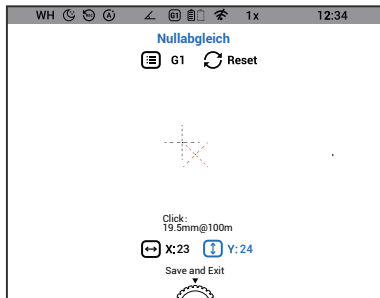 WH G1 1x 12:34
Nullabgleich
G1 Reset
Click:
19.5mm@100m
X:23 Y:24
Save and Exit